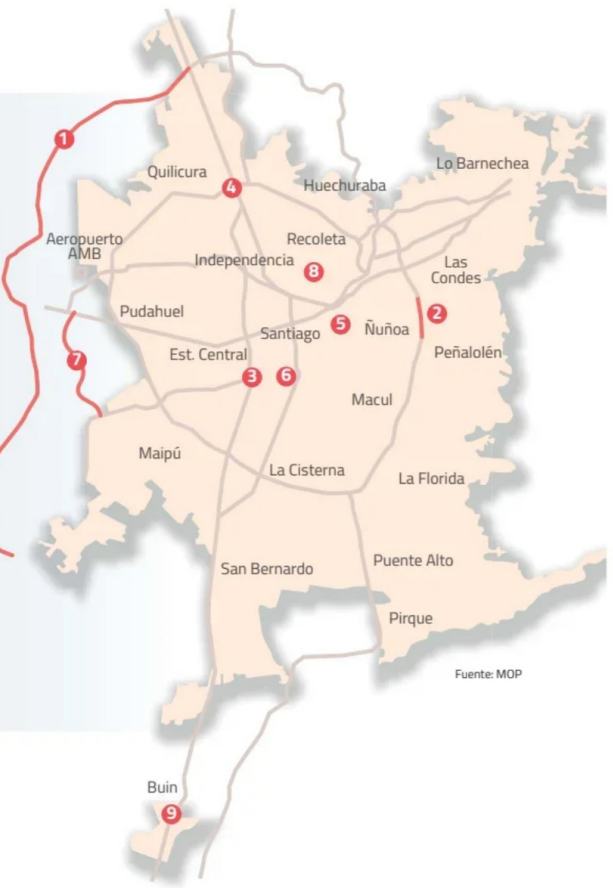 1
Lo Barnechea
Quilicura
4
Huechuraba
Aeropuerto
AMB
Recoleta
Independencia
8
Las
Condes
Pudahuel
2
5
Ñuñoa
Santiago
Peñalolén
Est. Central
7
3
6
Macul
Maipú
La Cisterna
La Florida
San Bernardo
Puente Alto
Pirque
Fuente: MOP
Buin
9